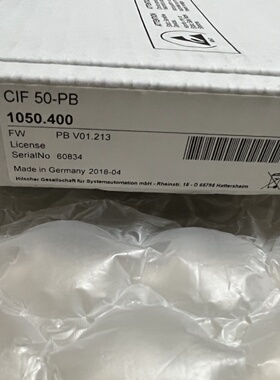 CIF 50-PB
1050.400
FW PB V01.213
License
SerialNo 60834
Made in Germany 2018-04
Hilscher Gesellschaft für Systemautomation mbH - Rheinstr. 15 - D 65795 Hattersheim